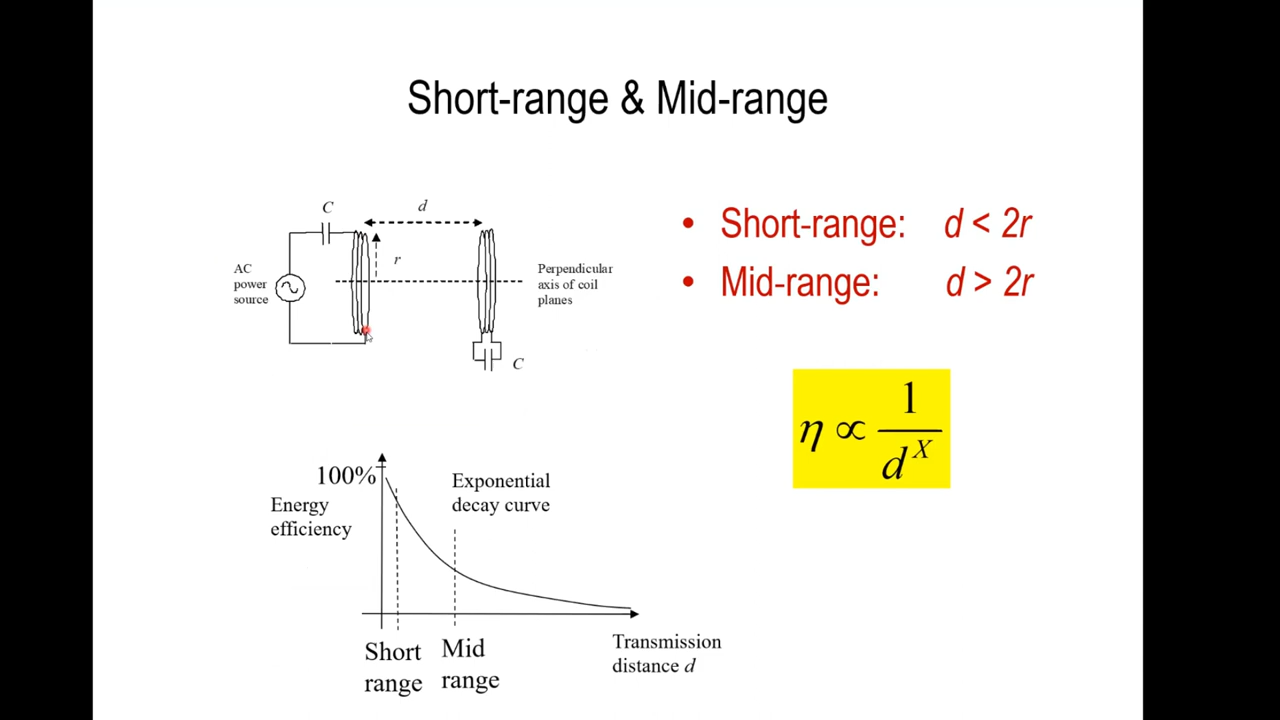 Short-range & Mid-range
C
d
r
AC
power
source
Perpendicular
axis of coil
planes
C
• Short-range: d < 2r
• Mid-range: d > 2r
η ∝ 1/d^X
100%
Energy
efficiency
Exponential
decay curve
Short
range
Mid
range
Transmission
distance d